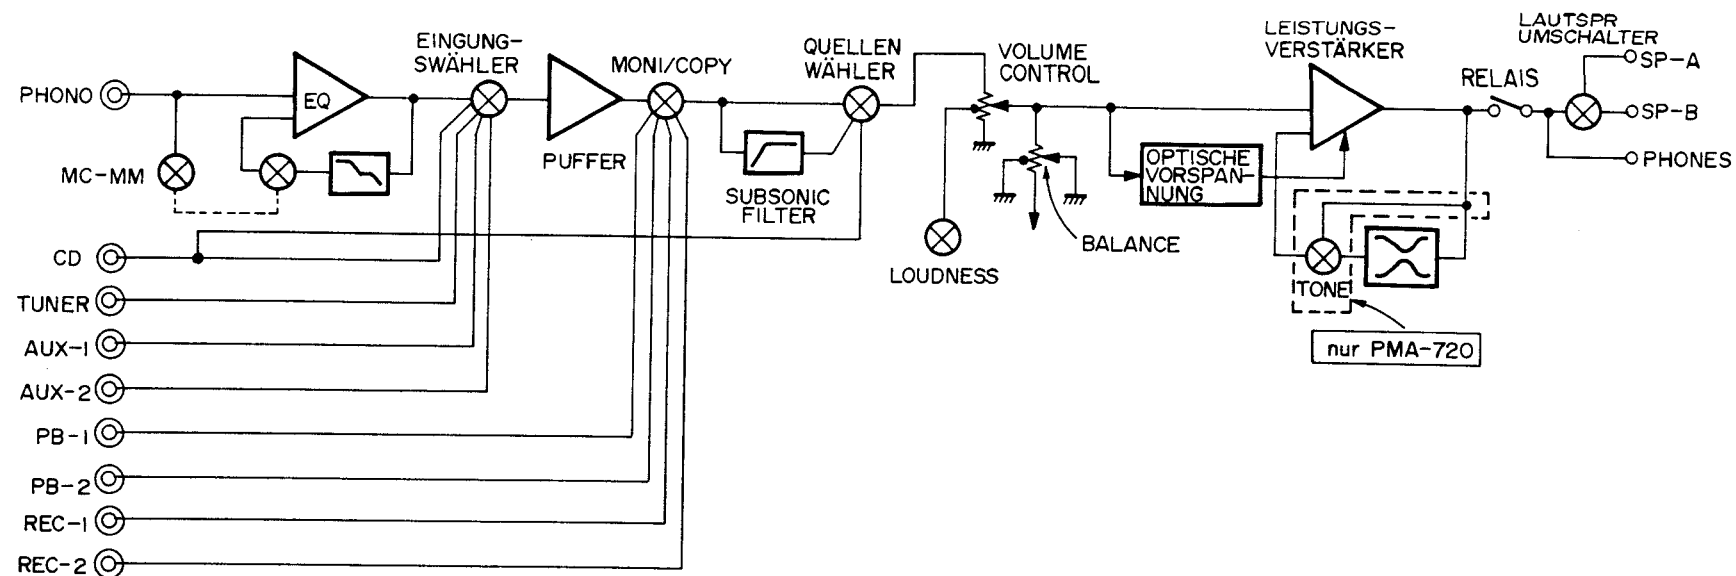 PHONO
EQ
MC-MM
EINGUNG-
SWÄHLER
PUFFER
MONI/COPY
SUBSONIC
FILTER
QUELLEN
WÄHLER
VOLUME
CONTROL
LOUDNESS
BALANCE
OPTISCHE
VORSPAN-
NUNG
LEISTUNGS-
VERSTÄRKER
TONE
nur PMA-720
RELAIS
LAUTSPR
UMSCHALTER
SP-A
SP-B
PHONES
CD
TUNER
AUX-1
AUX-2
PB-1
PB-2
REC-1
REC-2